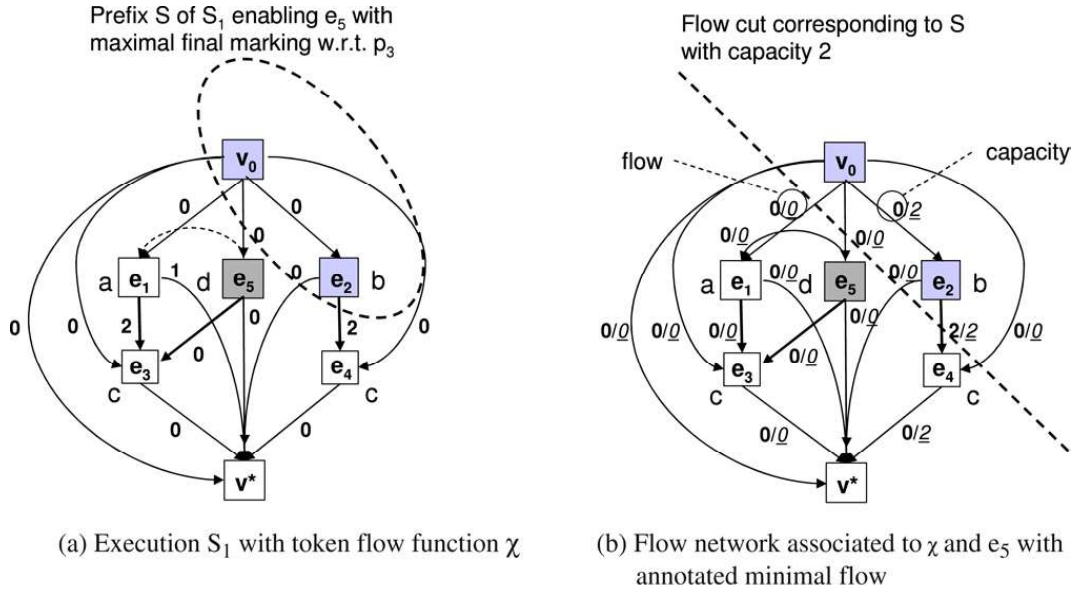 Prefix S of S₁ enabling e₅ with
maximal final marking w.r.t. p₃
v₀
0
0
0
a
e₁
1
d
e₅
0
e₂
b
0
0
2
0
0
2
0
e₃
c
e₄
c
0
0
v*
(a) Execution S₁ with token flow function χ
Flow cut corresponding to S
with capacity 2
flow
v₀
capacity
0/0
0/2
0/0
0/0
a
e₁
0/0
d
e₅
0/0
e₂
b
0/0
0/0
0/0
0/0
0/0
2/2
0/0
e₃
c
e₄
c
0/0
0/2
v*
(b) Flow network associated to χ and e₅ with
annotated minimal flow